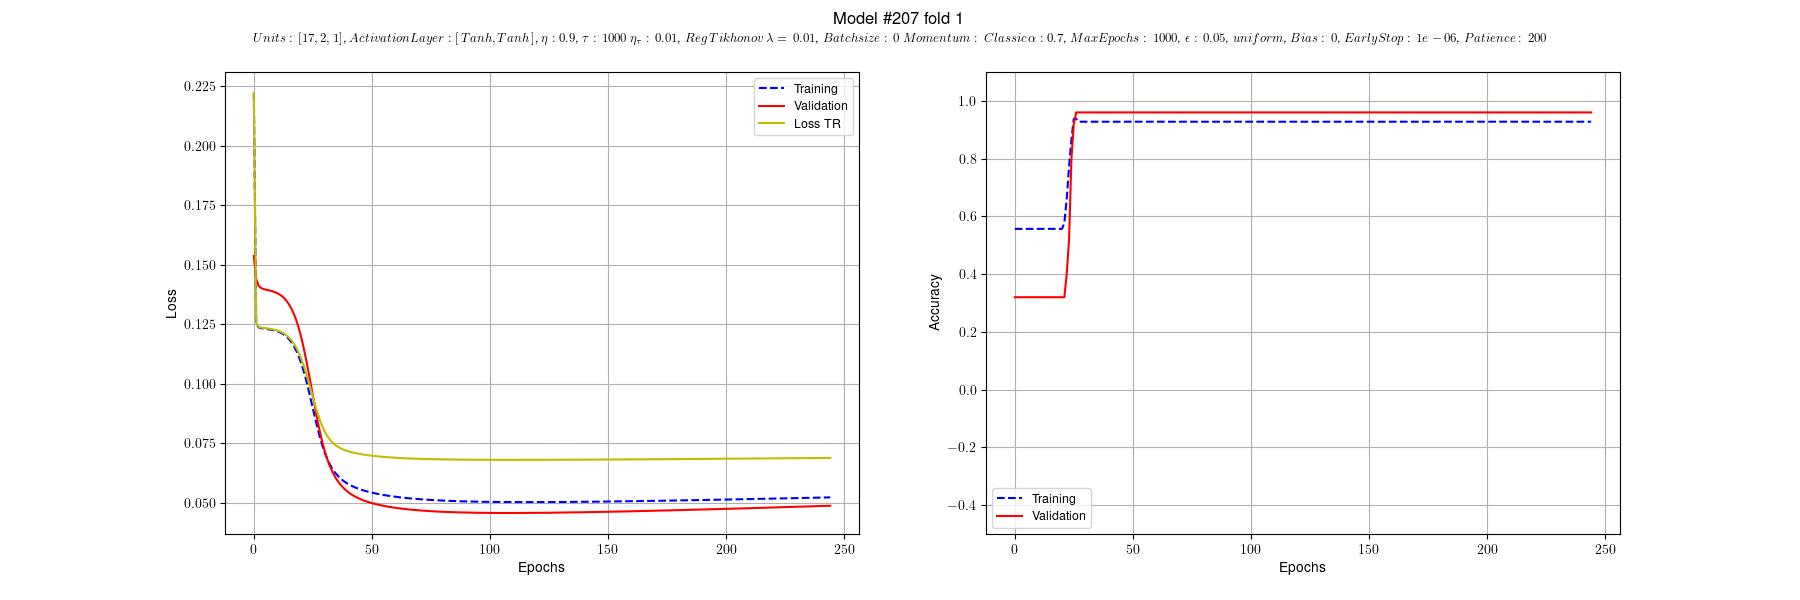 Model #207 fold 1
Units : [17, 2, 1], ActivationLayer : [ Tanh, Tanh ], η : 0.9, τ : 1000 ητ : 0.01, RegTikhonov λ = 0.01, Batchsize : 0 Momentum : Classicα : 0.7, MaxEpochs : 1000, ϵ : 0.05, uniform, Bias : 0, EarlyStop : 1e − 06, Patience : 200
0.225
0.200
0.175
0.150
0.125
0.100
0.075
0.050
Loss
Training
Validation
Loss TR
0 50 100 150 200 250
Epochs
1.0
0.8
0.6
0.4
0.2
0.0
−0.2
−0.4
Accuracy
Training
Validation
0 50 100 150 200 250
Epochs